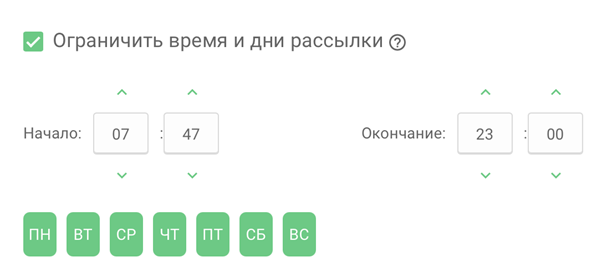 Ограничить время и дни рассылки ?
Начало: 07 : 47 Окончание: 23 : 00
ПН ВТ СР ЧТ ПТ СБ ВС